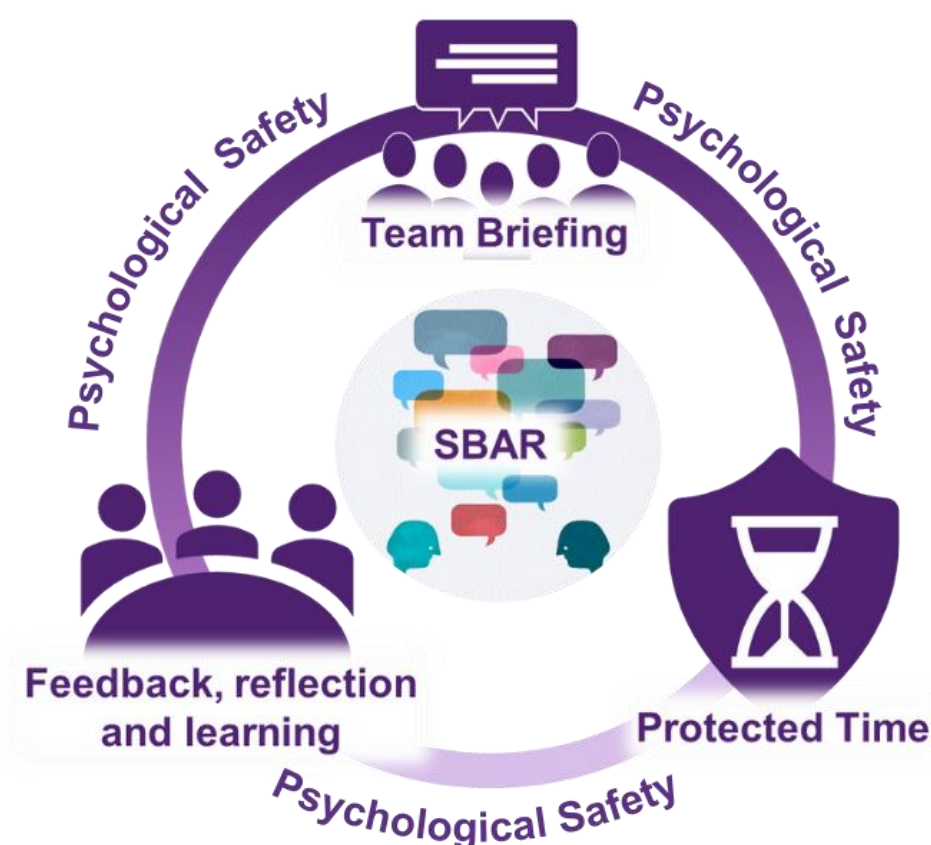 Psychological Safety
Psychological Safety
Team Briefing
SBAR
Feedback, reflection
and learning
Protected Time
Psychological Safety